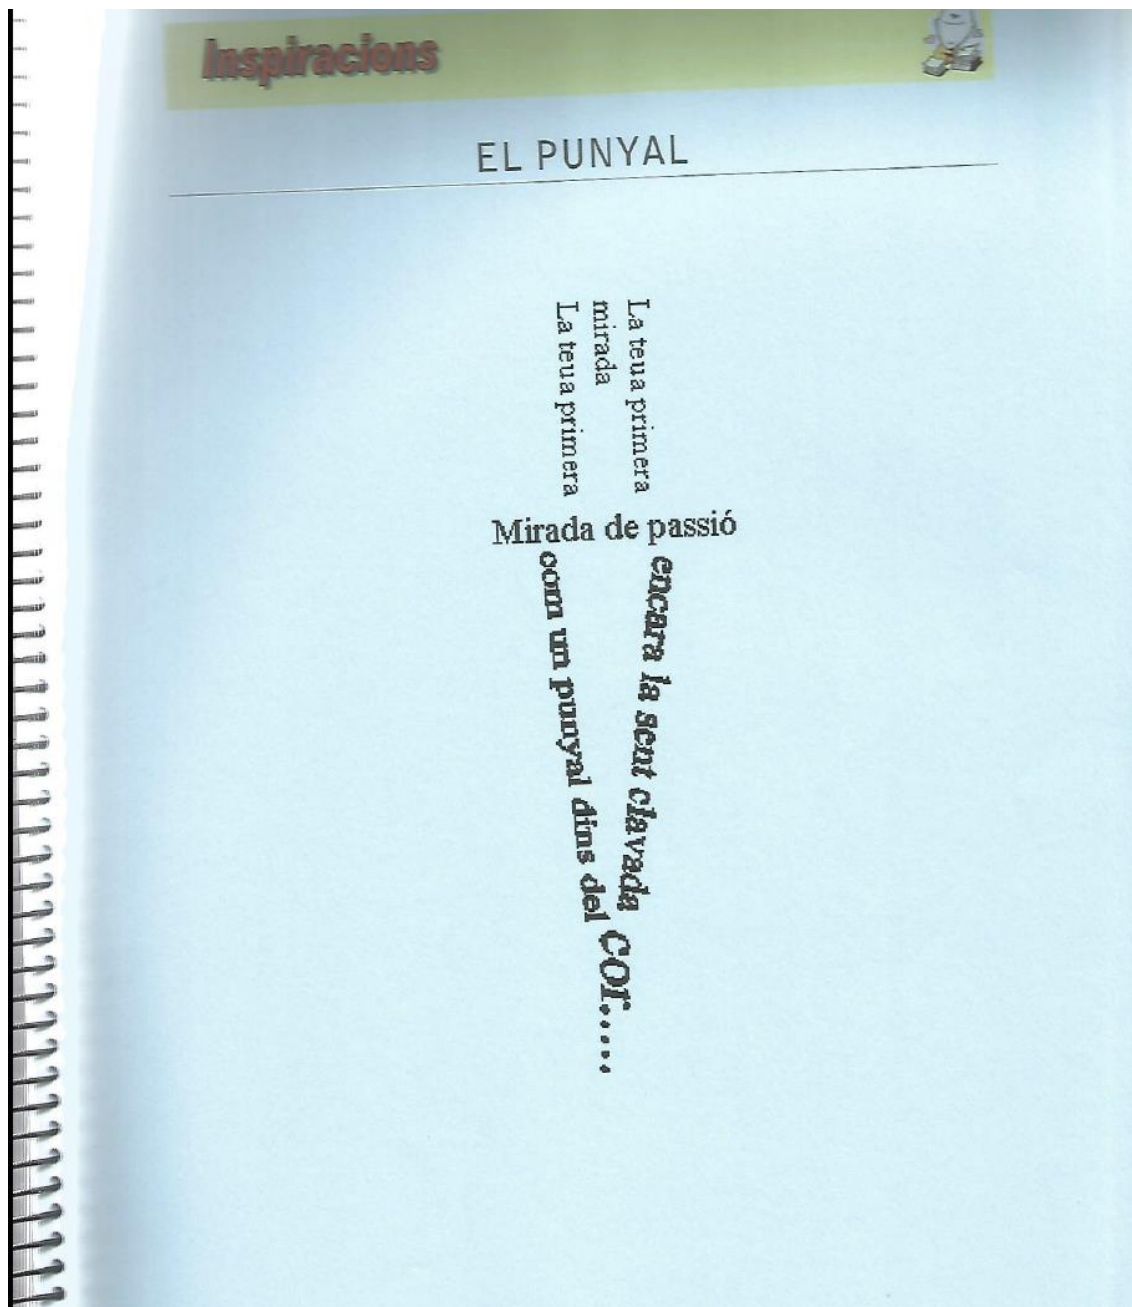 Inspiracions
EL PUNYAL
La teua primera
mirada
La teua primera
Mirada de passió
encara la sent clavada
com un punyal dins del
cor.....